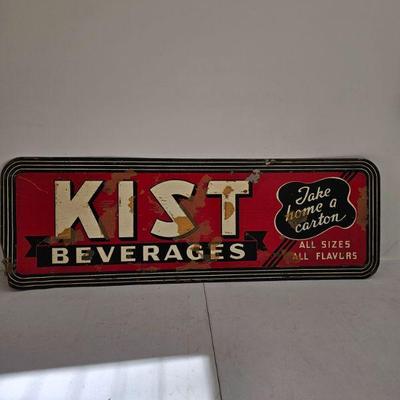 KIST
BEVERAGES
Take
home a
carton
ALL SIZES
ALL FLAVORS